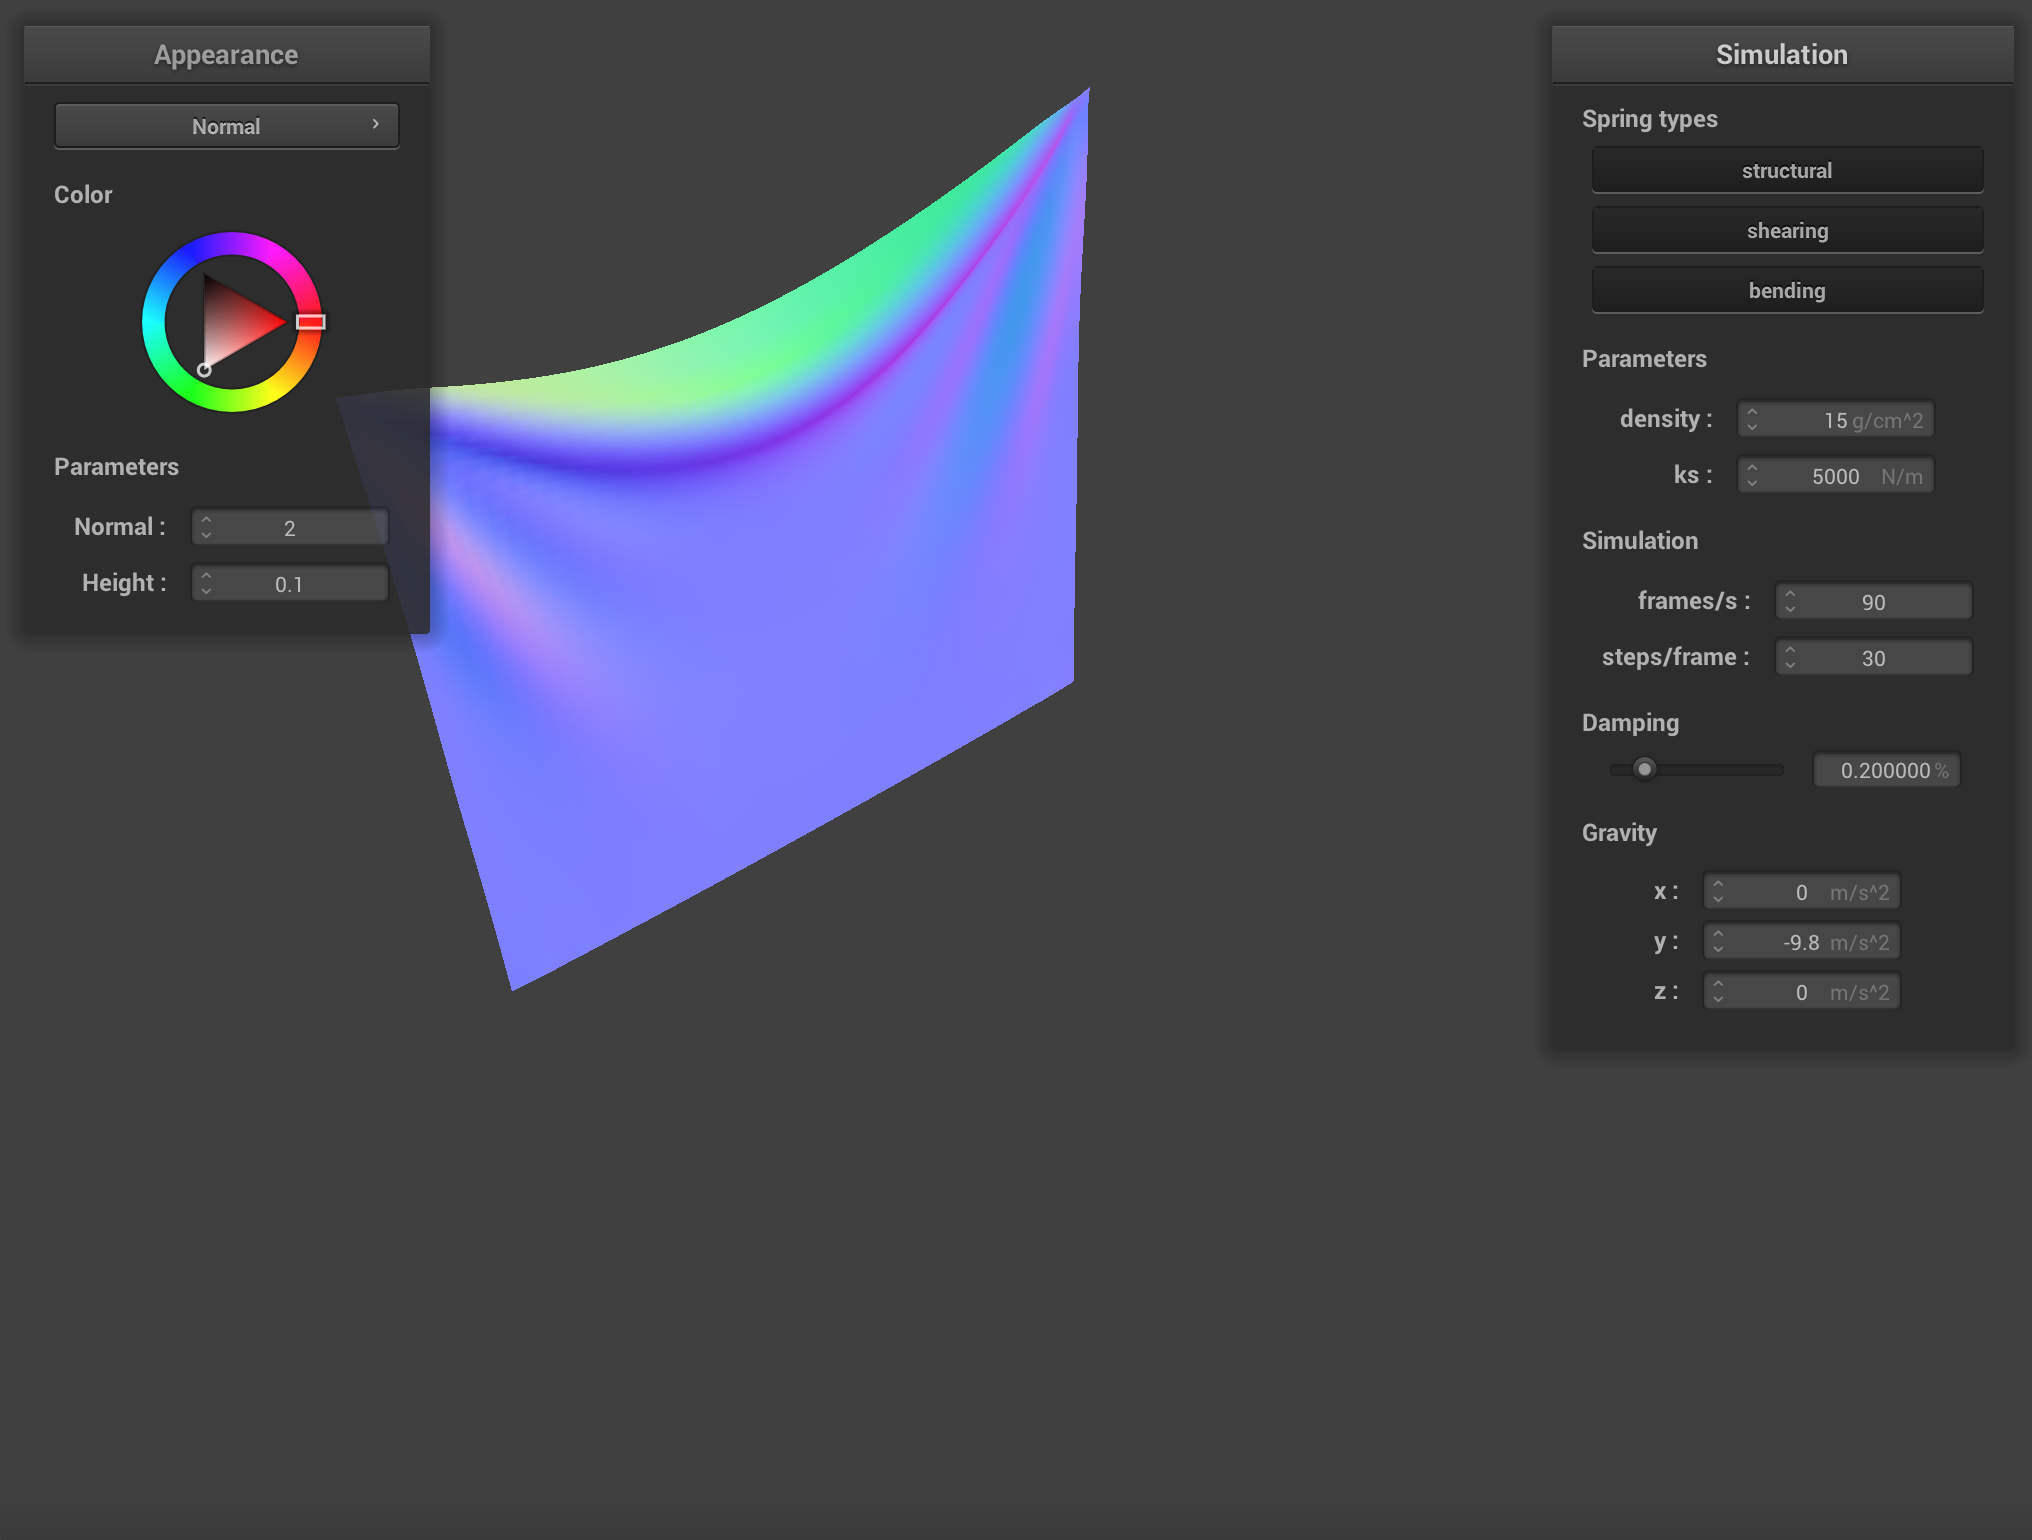 Appearance
Normal
Color
Parameters
Normal : 2
Height : 0.1
Simulation
Spring types
structural
shearing
bending
Parameters
density : 15 g/cm^2
ks : 5000 N/m
Simulation
frames/s : 90
steps/frame : 30
Damping
0.200000 %
Gravity
x : 0 m/s^2
y : -9.8 m/s^2
z : 0 m/s^2